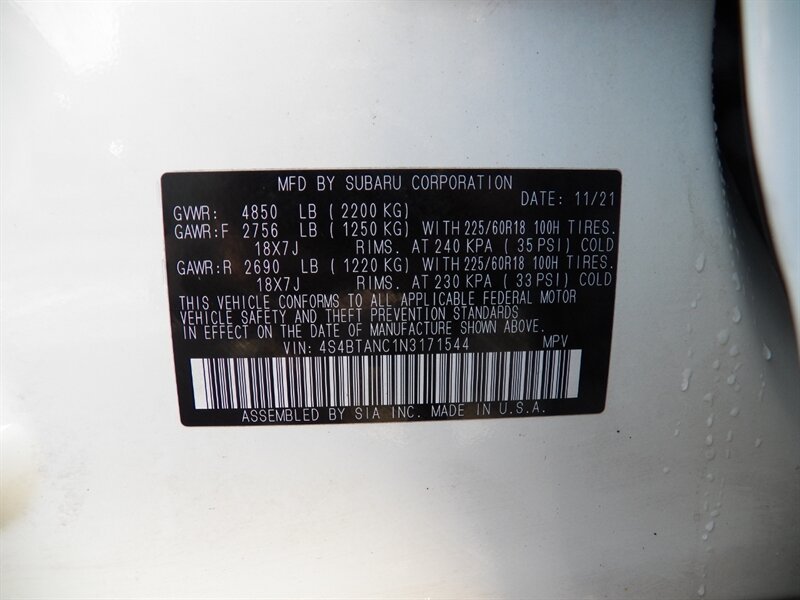 MFD BY SUBARU CORPORATION
DATE: 11/21
GVWR: 4850 LB ( 2200 KG)
GAWR:F 2756 LB ( 1250 KG) WITH 225/60R18 100H TIRES.
18X7J RIMS. AT 240 KPA ( 35 PSI) COLD
GAWR:R 2690 LB ( 1220 KG) WITH 225/60R18 100H TIRES.
18X7J RIMS. AT 230 KPA ( 33 PSI) COLD
THIS VEHICLE CONFORMS TO ALL APPLICABLE FEDERAL MOTOR
VEHICLE SAFETY AND THEFT PREVENTION STANDARDS
IN EFFECT ON THE DATE OF MANUFACTURE SHOWN ABOVE.
VIN: 4S4BTANC1N3171544 MPV
ASSEMBLED BY SIA INC. MADE IN U.S.A.